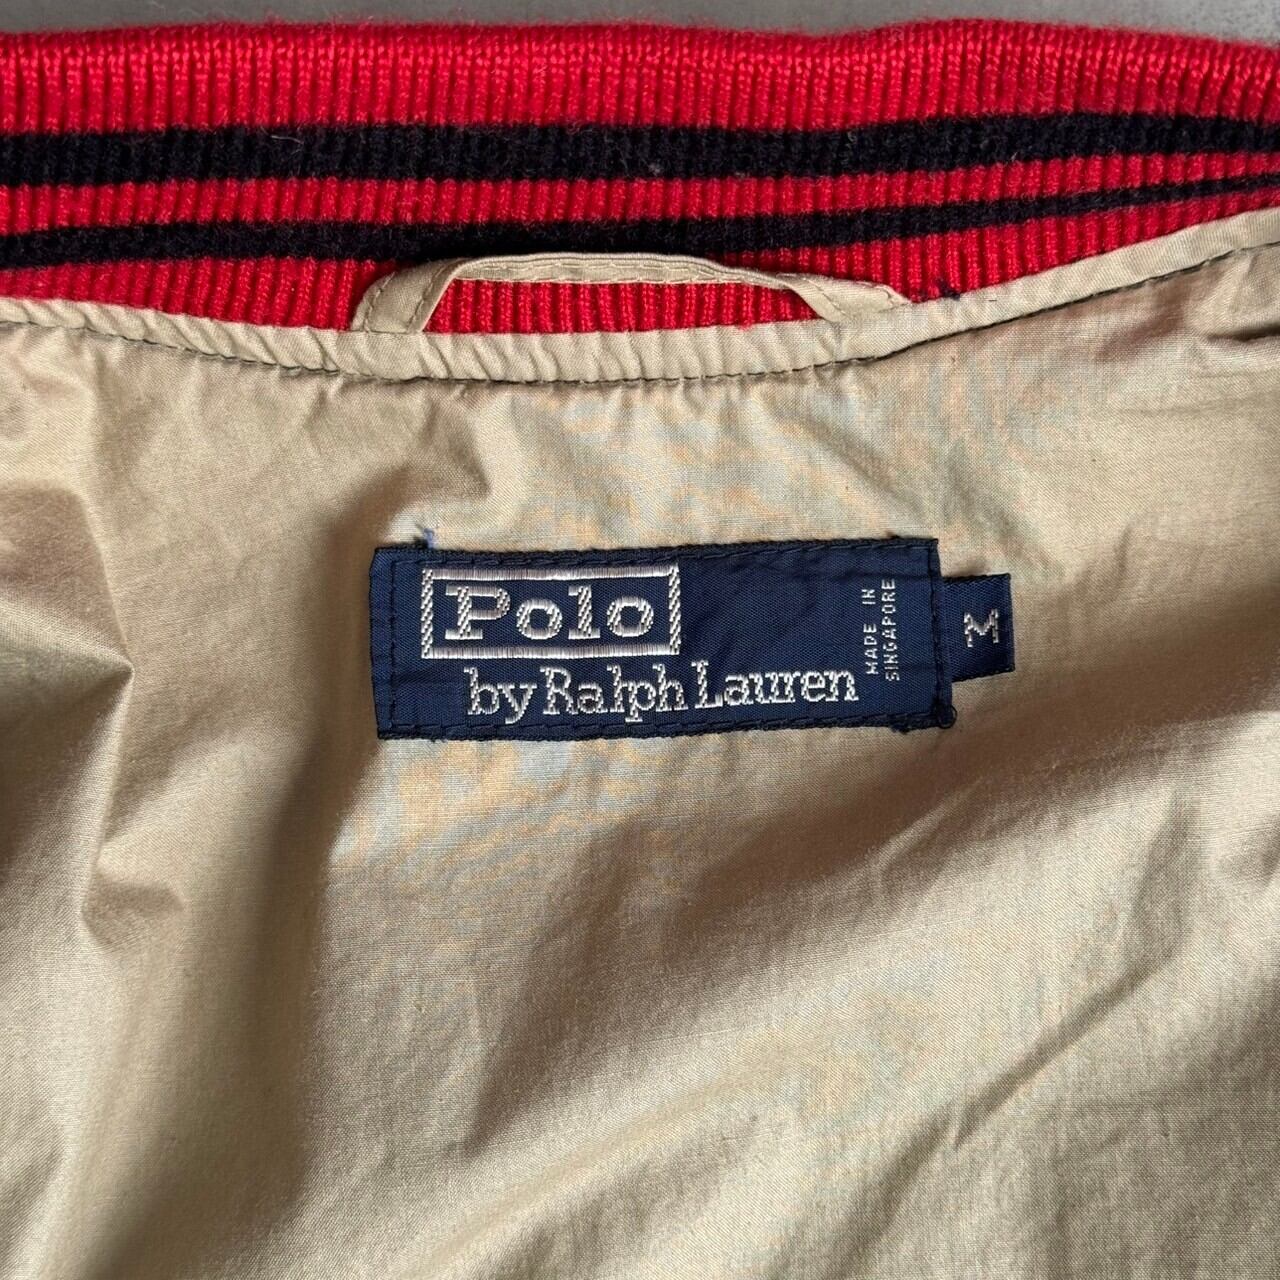 Polo
by Ralph Lauren
MADE IN
SINGAPORE
M